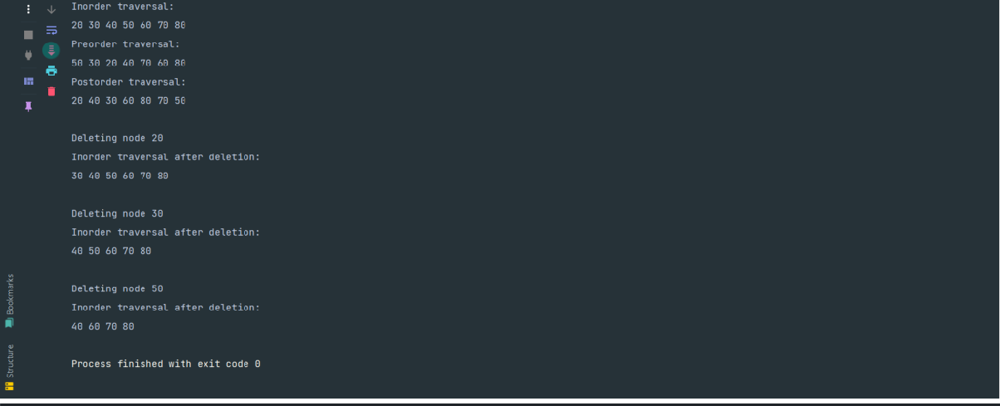 Inorder traversal:
20 30 40 50 60 70 80
Preorder traversal:
50 30 20 40 70 60 80
Postorder traversal:
20 40 30 60 80 70 50
Deleting node 20
Inorder traversal after deletion:
30 40 50 60 70 80
Deleting node 30
Inorder traversal after deletion:
40 50 60 70 80
Deleting node 50
Inorder traversal after deletion:
40 60 70 80
Process finished with exit code 0
Bookmarks
Structure